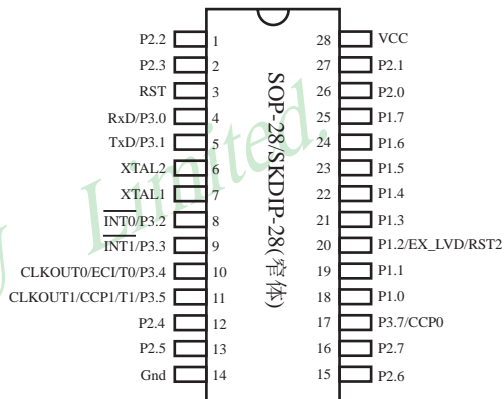 P2.2 1 28 VCC
P2.3 2 27 P2.1
RST 3 26 P2.0
RxD/P3.0 4 25 P1.7
TxD/P3.1 5 24 P1.6
XTAL2 6 23 P1.5
XTAL1 7 22 P1.4
INT0/P3.2 8 21 P1.3
INT1/P3.3 9 20 P1.2/EX_LVD/RST2
CLKOUT0/ECI/T0/P3.4 10 19 P1.1
CLKOUT1/CCP1/T1/P3.5 11 18 P1.0
P2.4 12 17 P3.7/CCP0
P2.5 13 16 P2.7
Gnd 14 15 P2.6
SOP-28/SKDIP-28(窄体)
Limited.